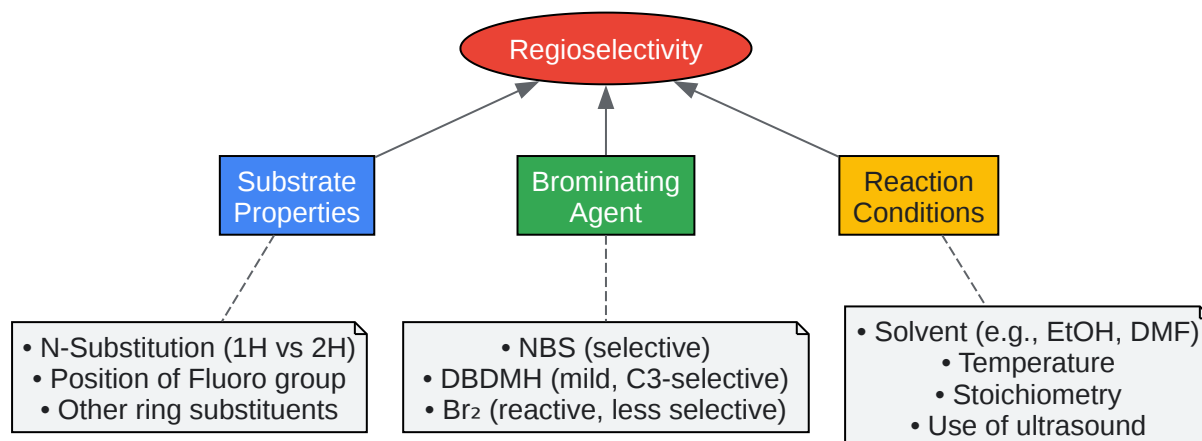 Regioselectivity
Substrate
Properties
Brominating
Agent
Reaction
Conditions
• N-Substitution (1H vs 2H)
• Position of Fluoro group
• Other ring substituents
• NBS (selective)
• DBDMH (mild, C3-selective)
• Br₂ (reactive, less selective)
• Solvent (e.g., EtOH, DMF)
• Temperature
• Stoichiometry
• Use of ultrasound